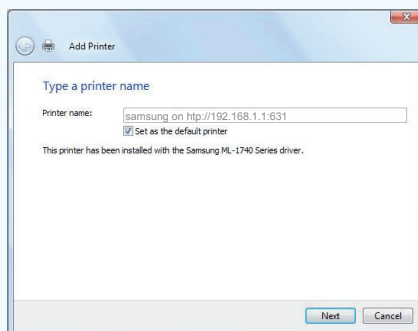 Add Printer
Type a printer name
Printer name:
samsung on htp://192.168.1.1:631
Set as the default printer
This printer has been installed with the Samsung ML-1740 Series driver.
Next
Cancel